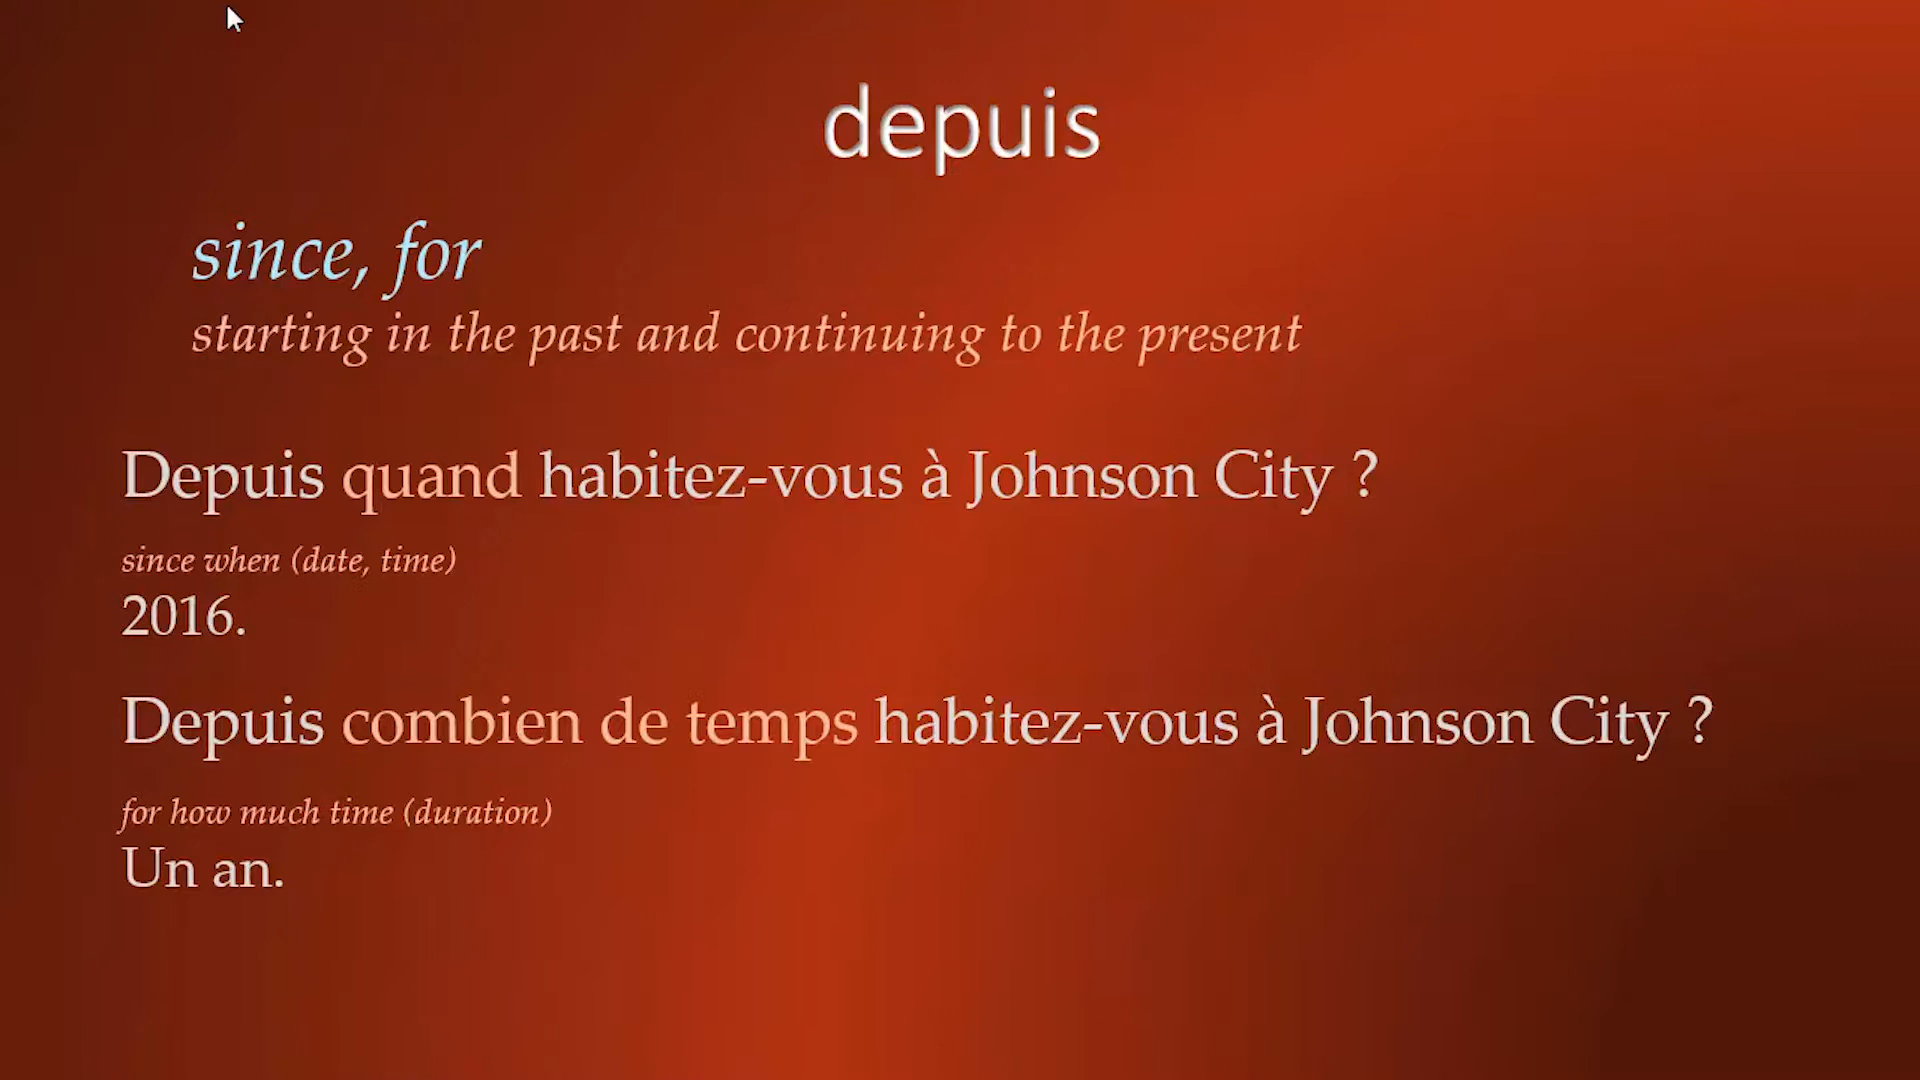 depuis
since, for
starting in the past and continuing to the present
Depuis quand habitez-vous à Johnson City ?
since when (date, time)
2016.
Depuis combien de temps habitez-vous à Johnson City ?
for how much time (duration)
Un an.